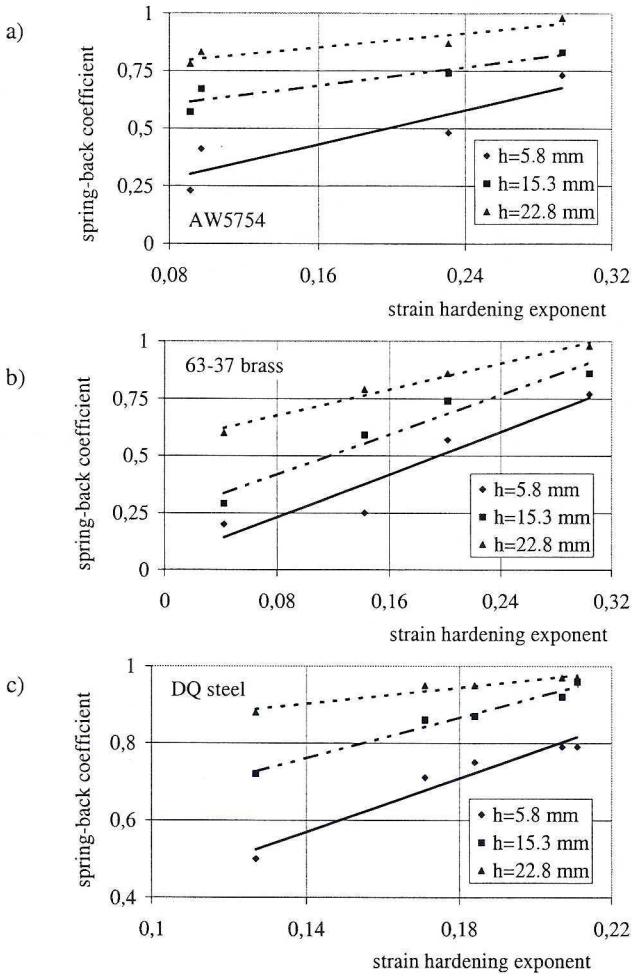 a)
spring-back coefficient
1
0,75
0,5
0,25
0
AW5754
h=5.8 mm
h=15.3 mm
h=22.8 mm
0,08
0,16
0,24
0,32
strain hardening exponent
b)
spring-back coefficient
1
0,75
0,5
0,25
0
63-37 brass
h=5.8 mm
h=15.3 mm
h=22.8 mm
0
0,08
0,16
0,24
0,32
strain hardening exponent
c)
spring-back coefficient
1
0,8
0,6
0,4
DQ steel
h=5.8 mm
h=15.3 mm
h=22.8 mm
0,1
0,14
0,18
0,22
strain hardening exponent